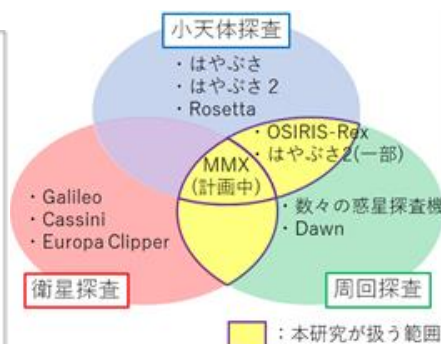 小天体探査
・はやぶさ
・はやぶさ２
・Rosetta
・OSIRIS-Rex
・はやぶさ2(一部)
MMX
(計画中)
・Galileo
・Cassini
・Europa Clipper
・数々の惑星探査機
・Dawn
衛星探査
周回探査
：本研究が扱う範囲